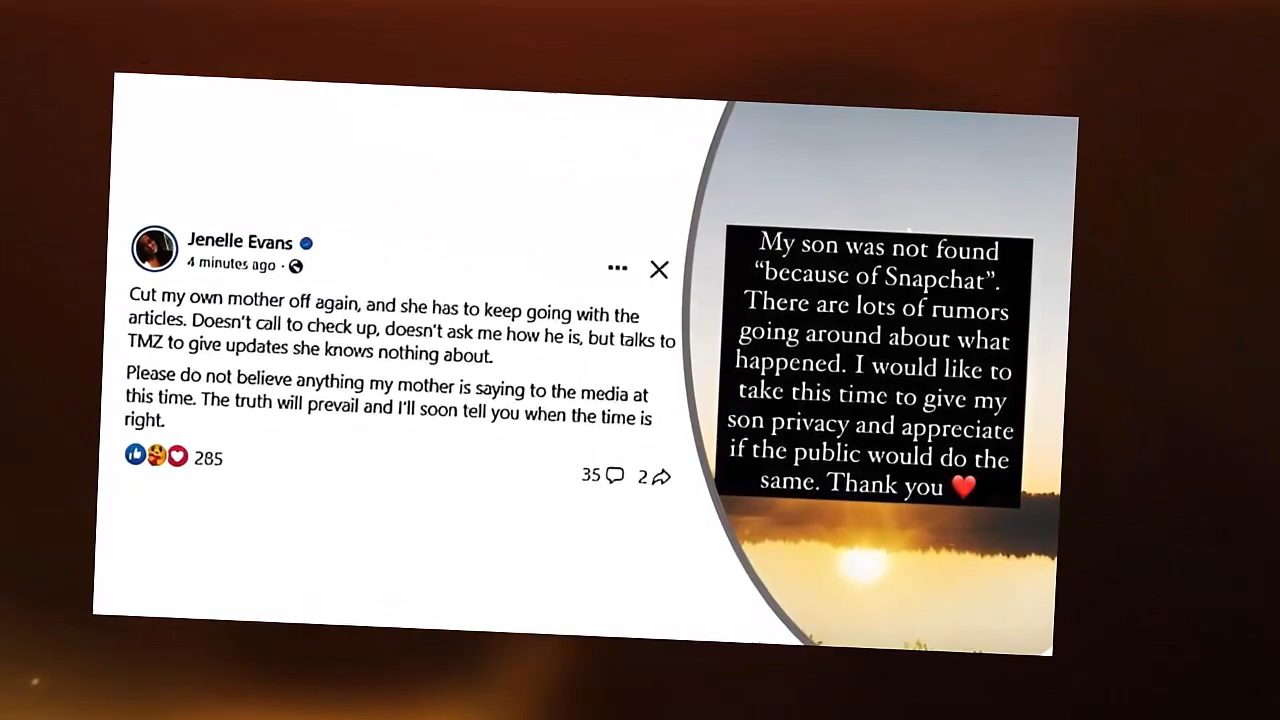 Jenelle Evans
4 minutes ago ·
Cut my own mother off again, and she has to keep going with the
articles. Doesn't call to check up, doesn't ask me how he is, but talks to
TMZ to give updates she knows nothing about.
Please do not believe anything my mother is saying to the media at
this time. The truth will prevail and I'll soon tell you when the time is
right.
285
35 2
My son was not found
“because of Snapchat”.
There are lots of rumors
going around about what
happened. I would like to
take this time to give my
son privacy and appreciate
if the public would do the
same. Thank you ❤️